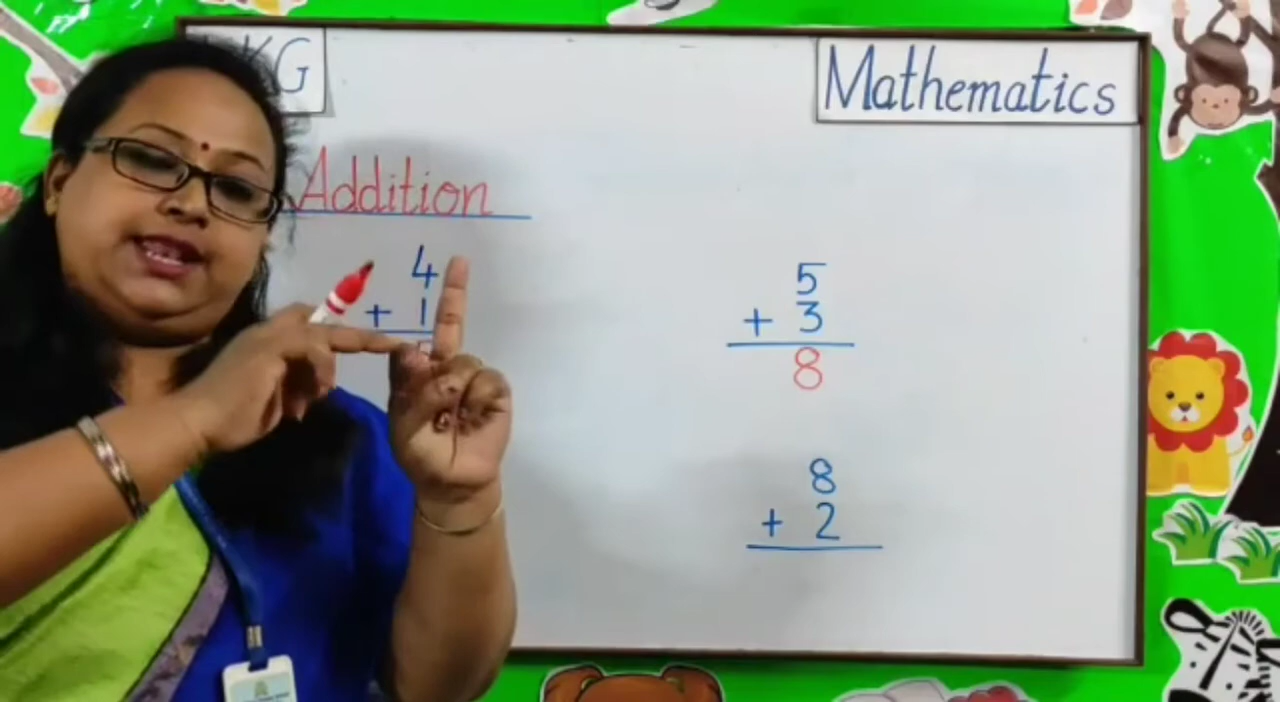 KG
Mathematics
Addition
4
+ 1
5
+ 3
8
8
+ 2